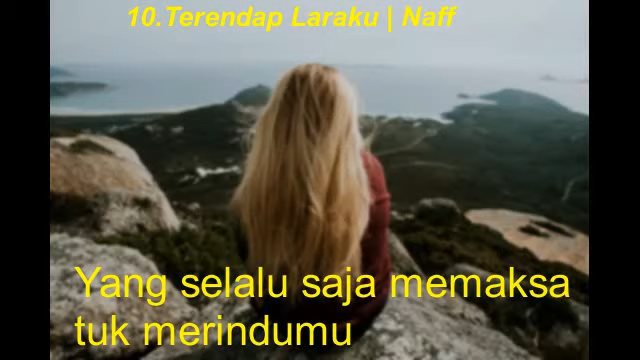 10.Terendap Laraku | Naff
Yang selalu saja memaksa
tuk merindumu